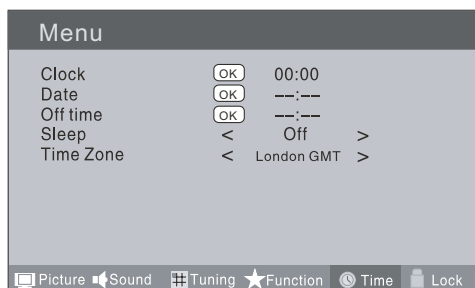 Menu
Clock OK 00:00
Date OK --:--
Off time OK --:--
Sleep < Off >
Time Zone < London GMT >
Picture Sound Tuning Function Time Lock